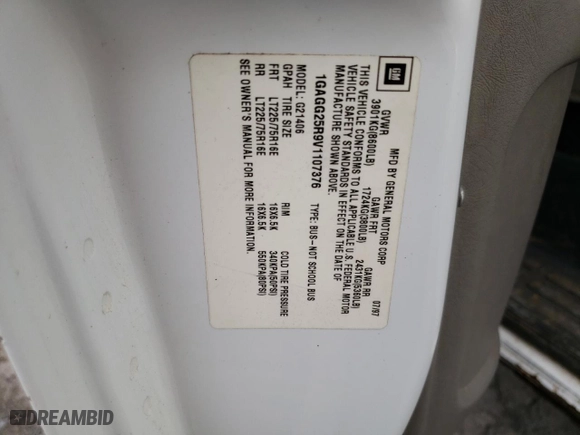 GM
MFD BY GENERAL MOTORS CORP 07/97
GVWR GAWR FRT GAWR RR
3901KG(8600LB) 1724KG(3800LB) 2431KG(5360LB)
THIS VEHICLE CONFORMS TO ALL APPLICABLE U.S. FEDERAL MOTOR
VEHICLE SAFETY STANDARDS IN EFFECT ON THE DATE OF
MANUFACTURE SHOWN ABOVE.
1GAGG25R9V1107376 TYPE: BUS-NOT SCHOOL BUS
MODEL: G21406
GPAH TIRE SIZE RIM COLD TIRE PRESSURE
FRT LT225/75R16E 16X6.5K 340KPA(50PSI)
RR LT225/75R16E 16X6.5K 550KPA(80PSI)
SEE OWNER'S MANUAL FOR MORE INFORMATION.
DREAMBID